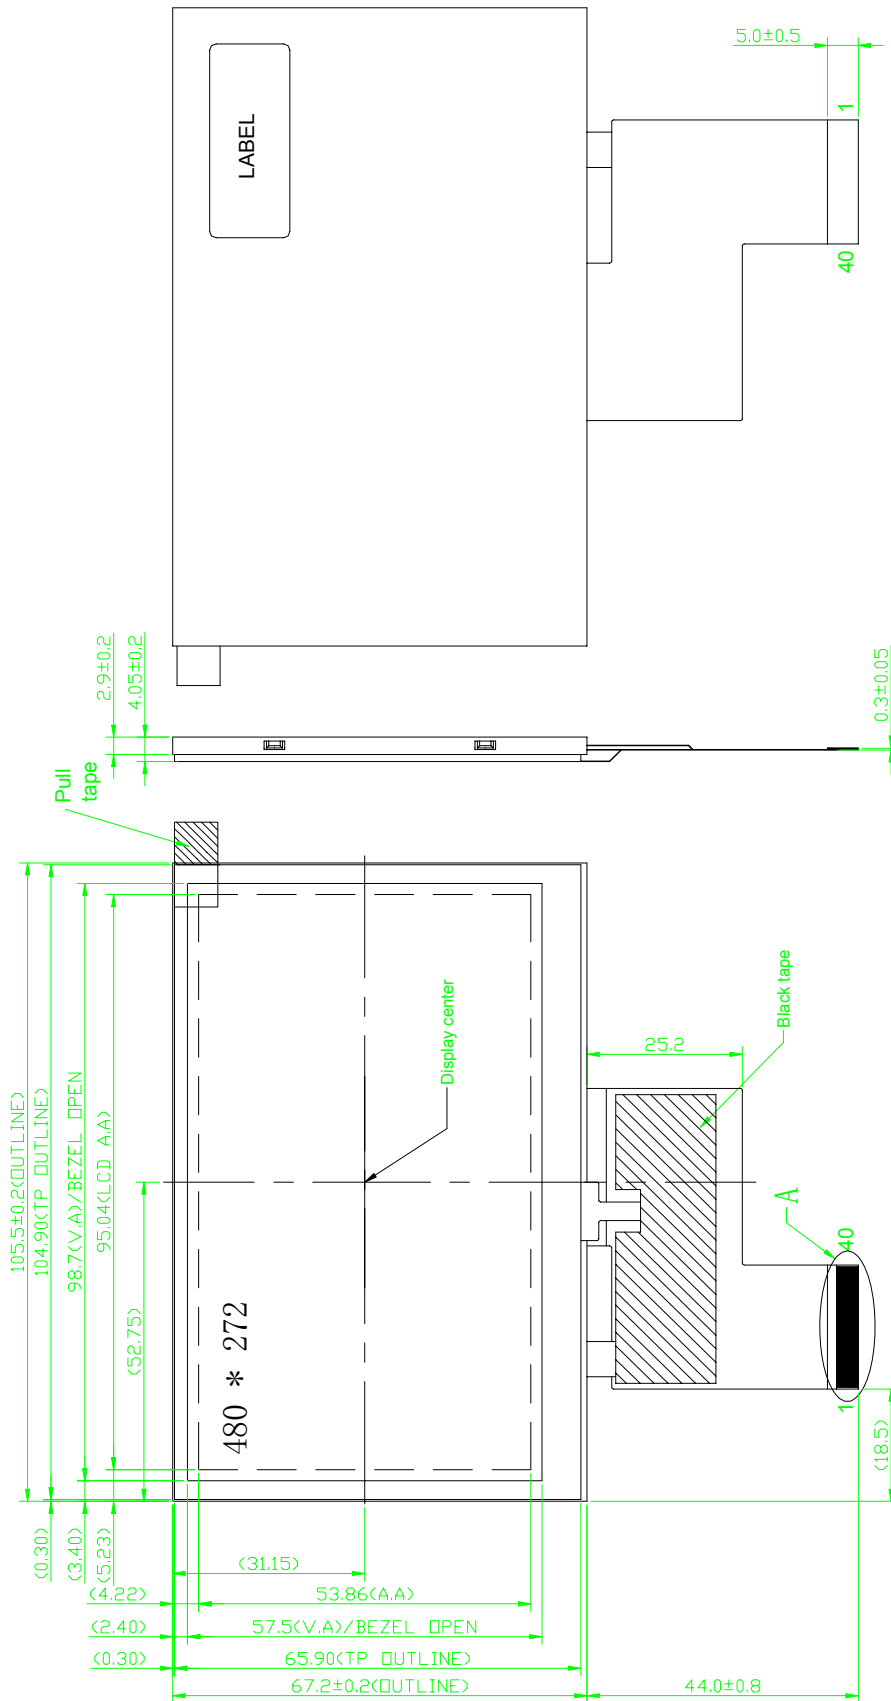 5.0±0.5
1
LABEL
40
2.9±0.2
4.05±0.2
0.3±0.05
Pull
tape
105.5±0.2(OUTLINE)
104.90(TP OUTLINE)
98.7(V.A)/BEZEL OPEN
95.04(LCD A.A)
(52.75)
Display center
25.2
Black tape
A
40
1
480 * 272
(18.5)
(0.30)
(3.40)
(5.23)
(31.15)
(4.22)
53.86(A.A)
(2.40)
57.5(V.A)/BEZEL OPEN
(0.30)
65.90(TP OUTLINE)
67.2±0.2(OUTLINE)
44.0±0.8